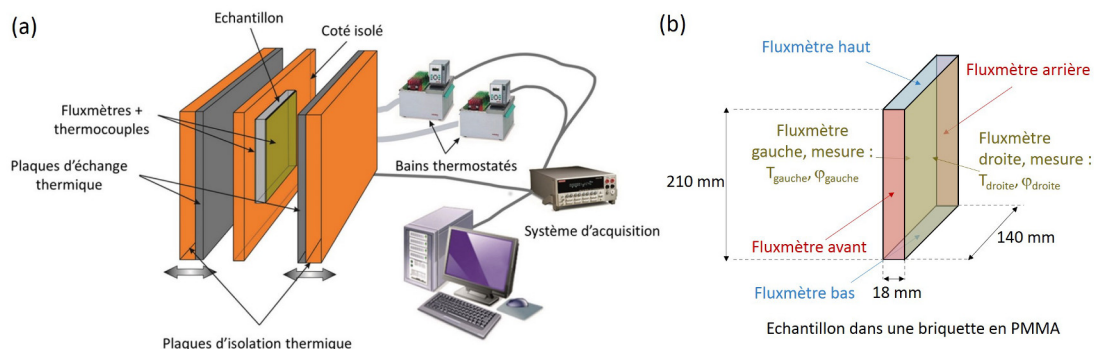 (a)
Echantillon
Coté isolé
Fluxmètres +
thermocouples
Plaques d'échange
thermique
Bains thermostatés
Système d'acquisition
Plaques d'isolation thermique
(b)
Fluxmètre haut
Fluxmètre arrière
Fluxmètre
gauche, mesure :
Tgauche, φgauche
Fluxmètre
droite, mesure :
Tdroite, φdroite
210 mm
Fluxmètre avant
140 mm
Fluxmètre bas
18 mm
Echantillon dans une briquette en PMMA